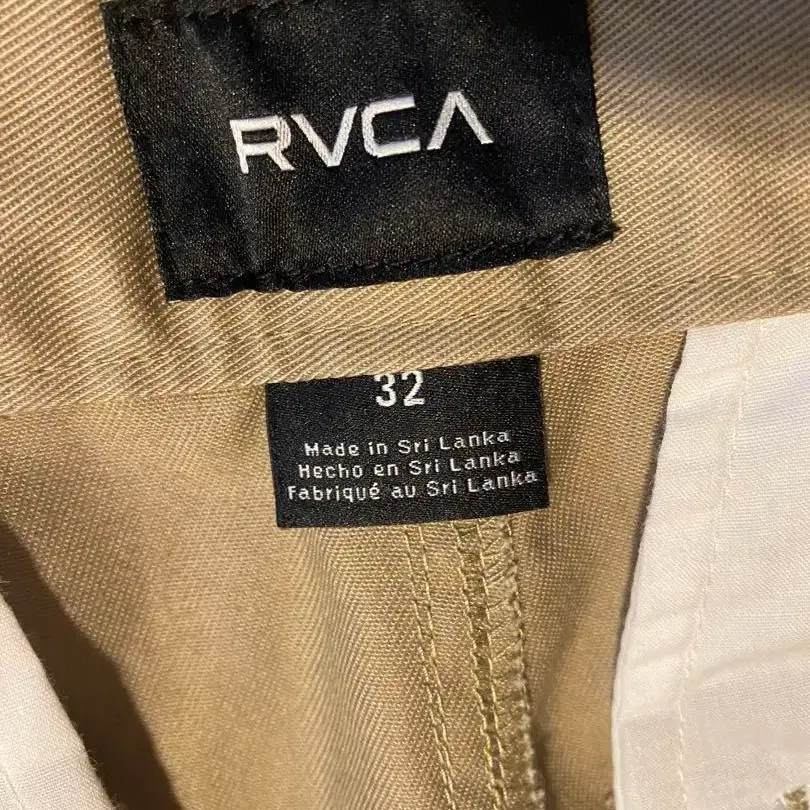 RVCA
32
Made in Sri Lanka
Hecho en Sri Lanka
Fabriqué au Sri Lanka